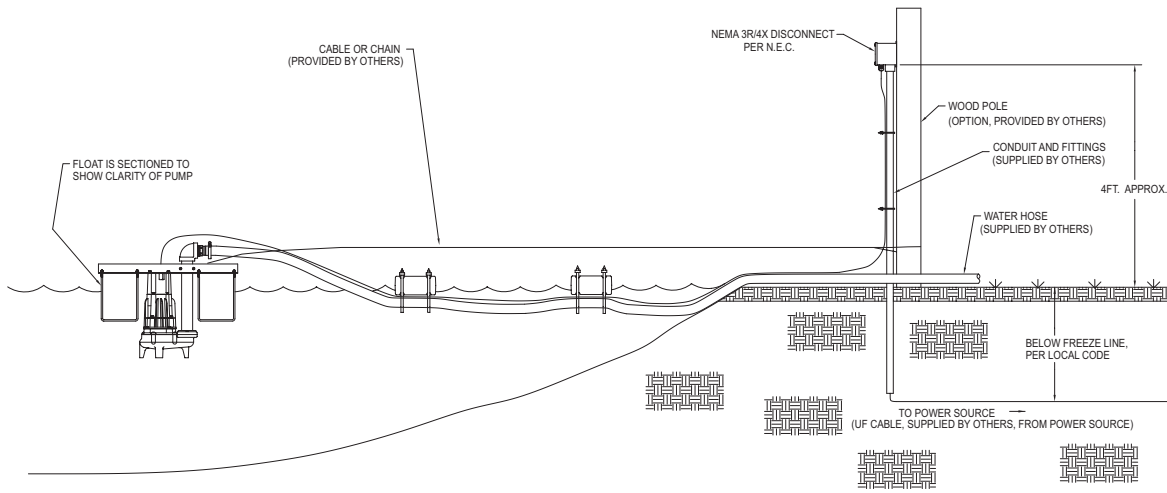 NEMA 3R/4X DISCONNECT
PER N.E.C.
CABLE OR CHAIN
(PROVIDED BY OTHERS)
WOOD POLE
(OPTION, PROVIDED BY OTHERS)
CONDUIT AND FITTINGS
(SUPPLIED BY OTHERS)
FLOAT IS SECTIONED TO
SHOW CLARITY OF PUMP
4FT. APPROX.
WATER HOSE
(SUPPLIED BY OTHERS)
BELOW FREEZE LINE,
PER LOCAL CODE
TO POWER SOURCE
(UF CABLE, SUPPLIED BY OTHERS, FROM POWER SOURCE)